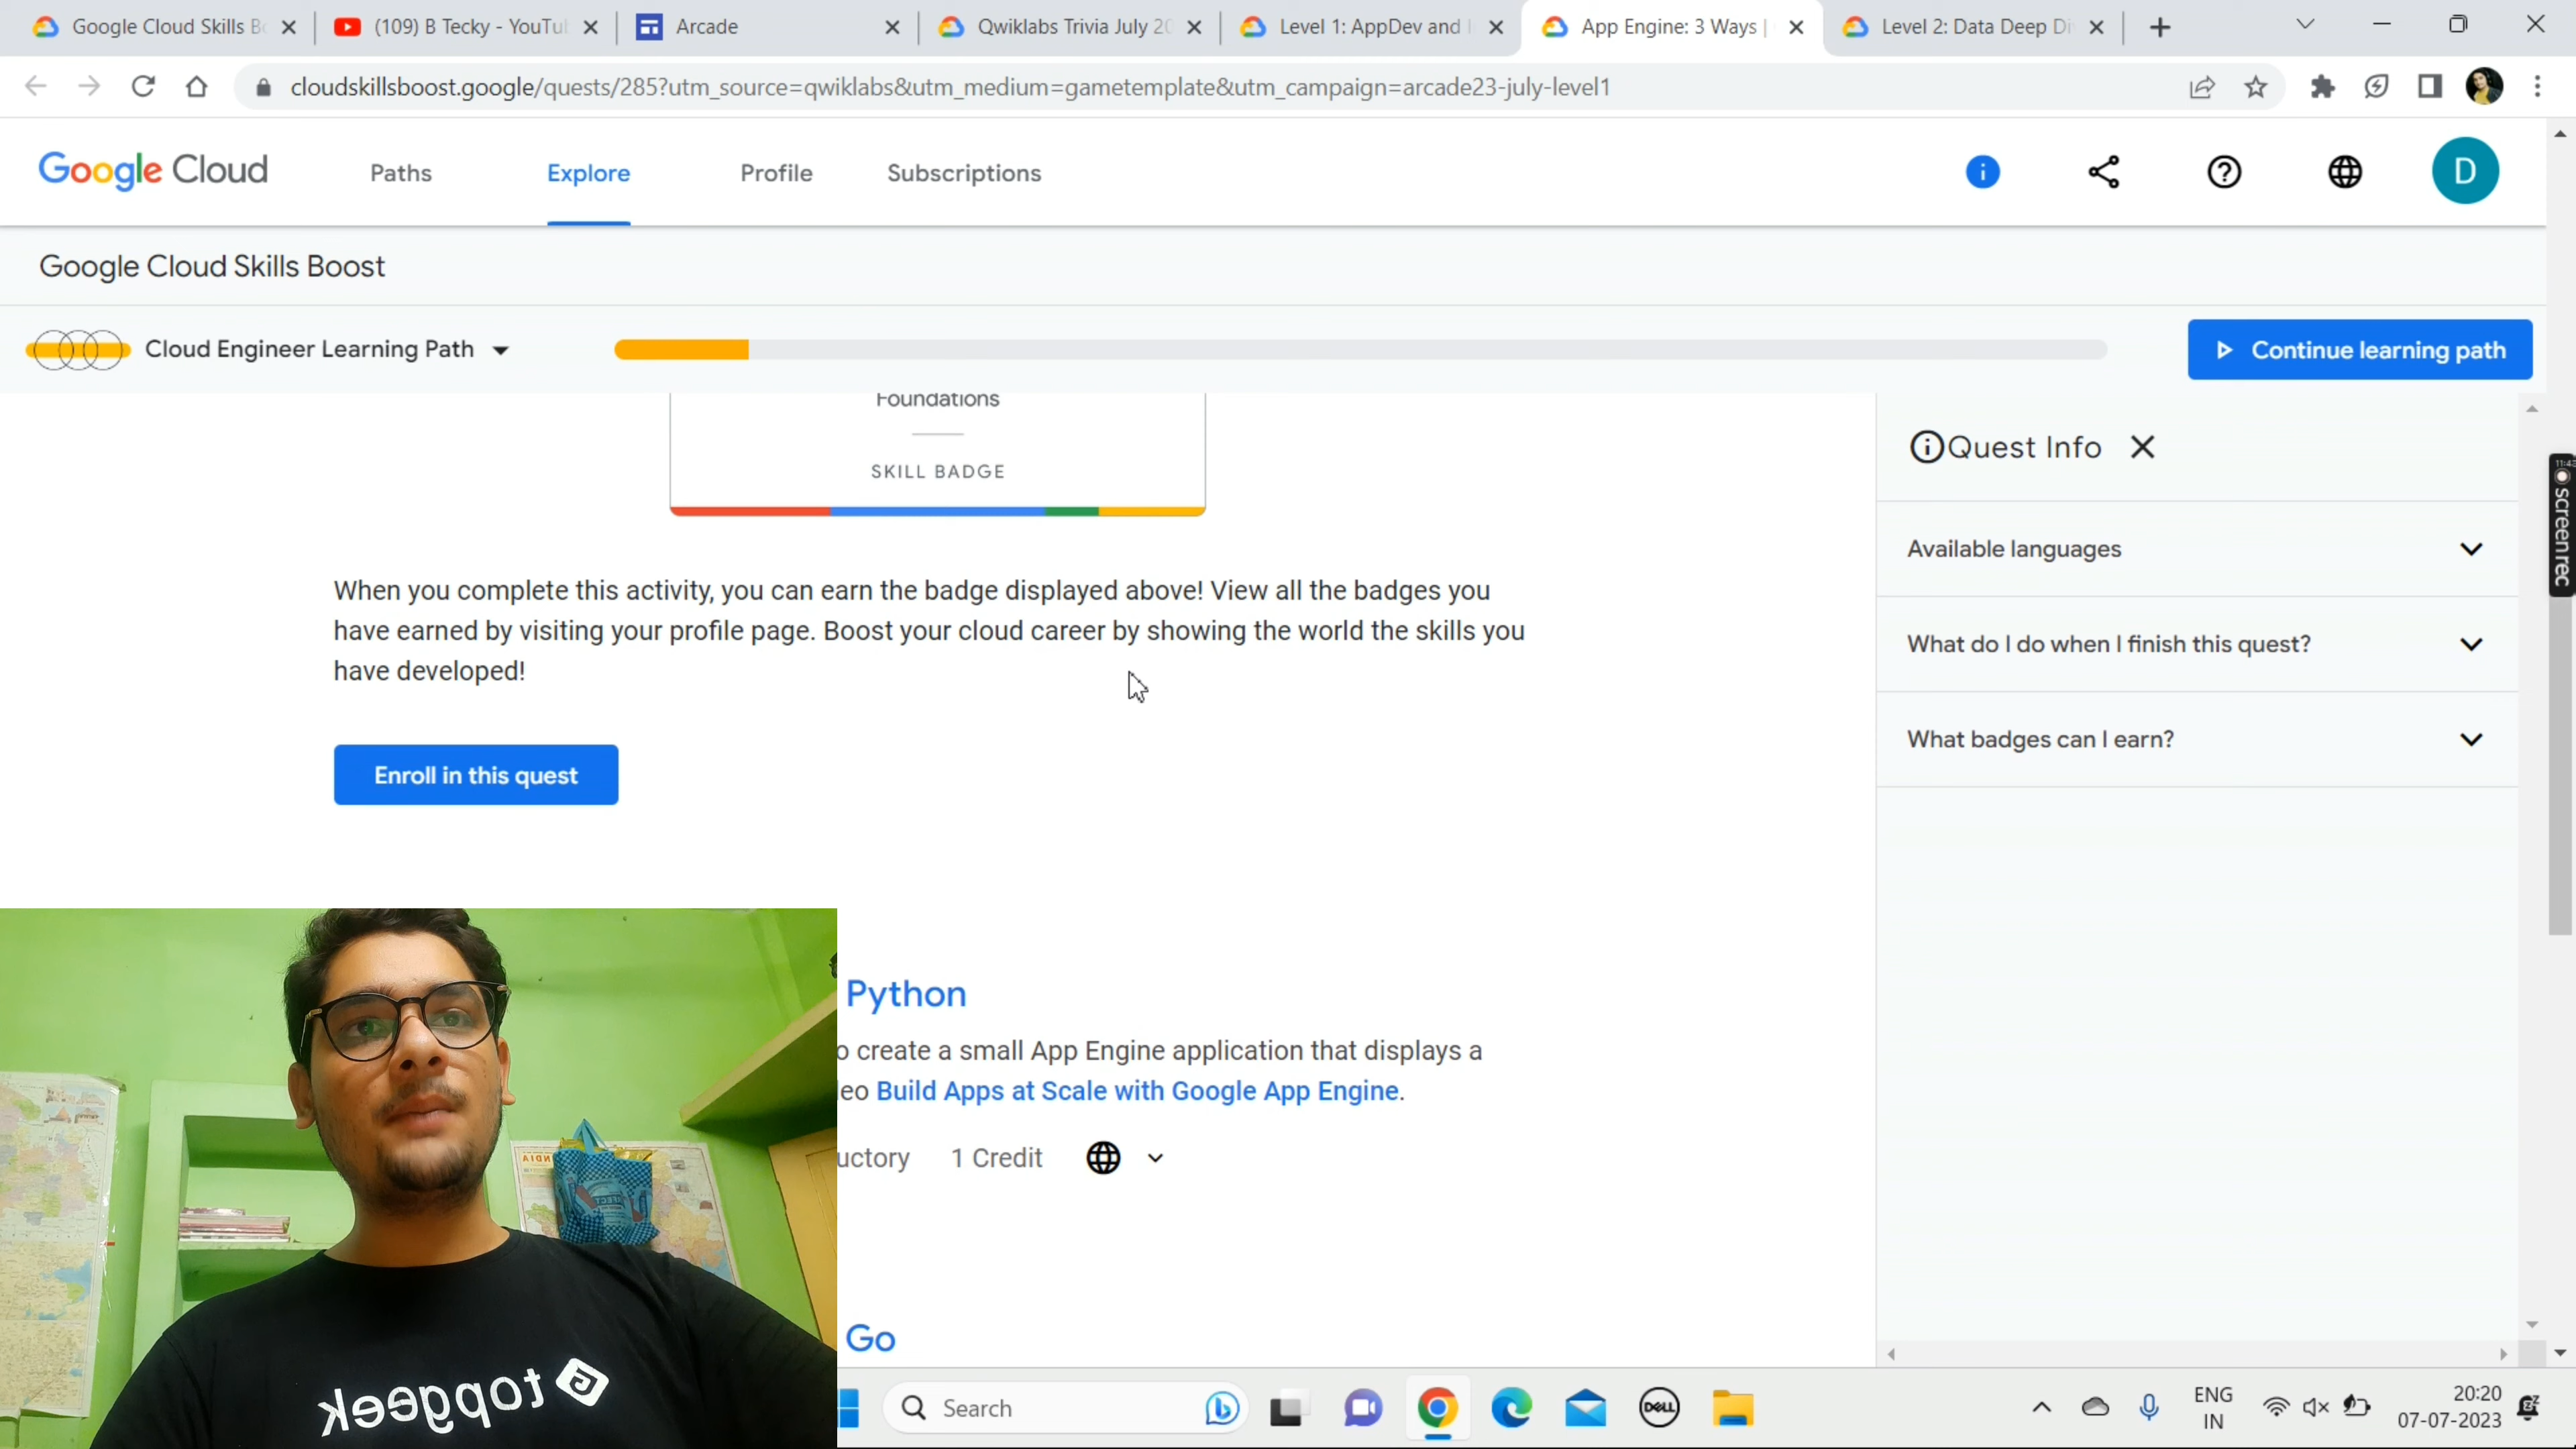 Google Cloud Skills Bo
(109) B Tecky - YouTu
Arcade
Qwiklabs Trivia July 20
Level 1: AppDev and I
App Engine: 3 Ways |
Level 2: Data Deep Di
cloudskillsboost.google/quests/285?utm_source=qwiklabs&utm_medium=gametemplate&utm_campaign=arcade23-july-level1
Google Cloud
Paths
Explore
Profile
Subscriptions
D
Google Cloud Skills Boost
Cloud Engineer Learning Path
Continue learning path
Foundations
SKILL BADGE
Quest Info
Available languages
What do I do when I finish this quest?
What badges can I earn?
When you complete this activity, you can earn the badge displayed above! View all the badges you
have earned by visiting your profile page. Boost your cloud career by showing the world the skills you
have developed!
Enroll in this quest
screenrec
Python
o create a small App Engine application that displays a
leo Build Apps at Scale with Google App Engine.
uctory 1 Credit
Go
topgeek
INDIA
Search
DELL
ENG
IN
20:20
07-07-2023